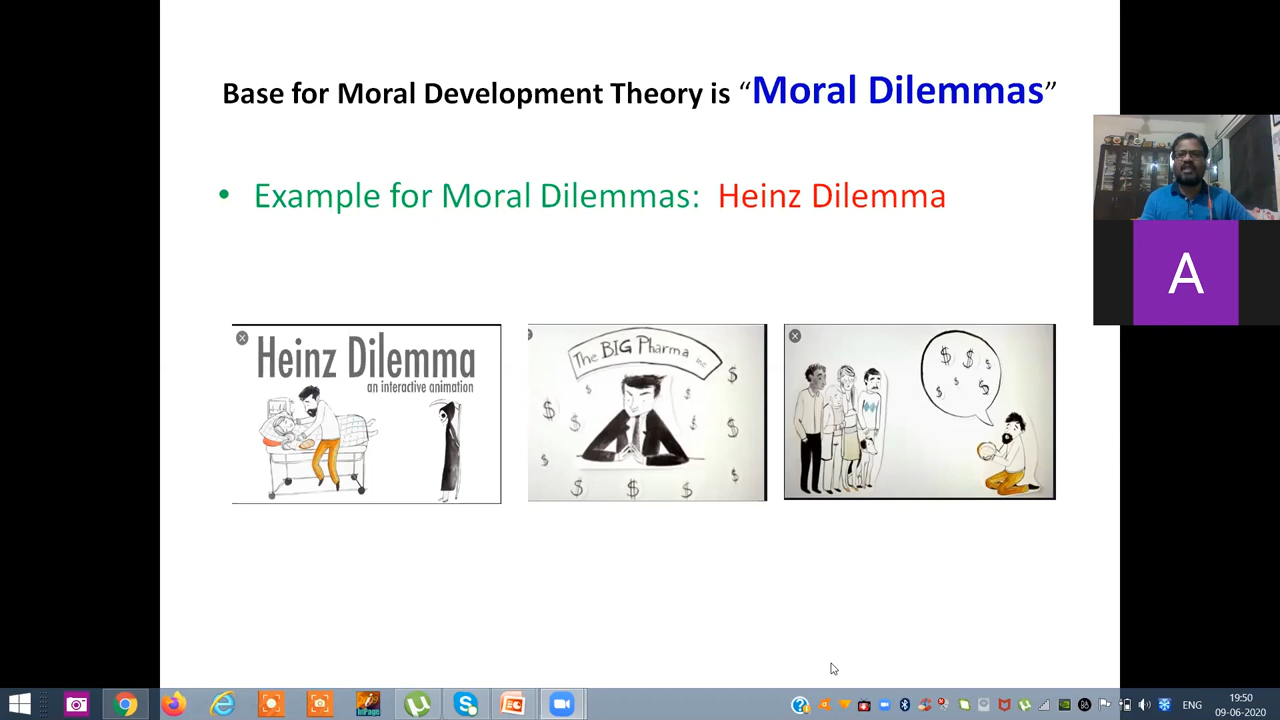 Base for Moral Development Theory is “Moral Dilemmas”
• Example for Moral Dilemmas: Heinz Dilemma
Heinz Dilemma
an interactive animation
The BIG Pharma inc
$ $ $
$ $ $
$ $
$ $
$ $ $
$ $ $
$ $ $
A
ENG
19:50
09-06-2020